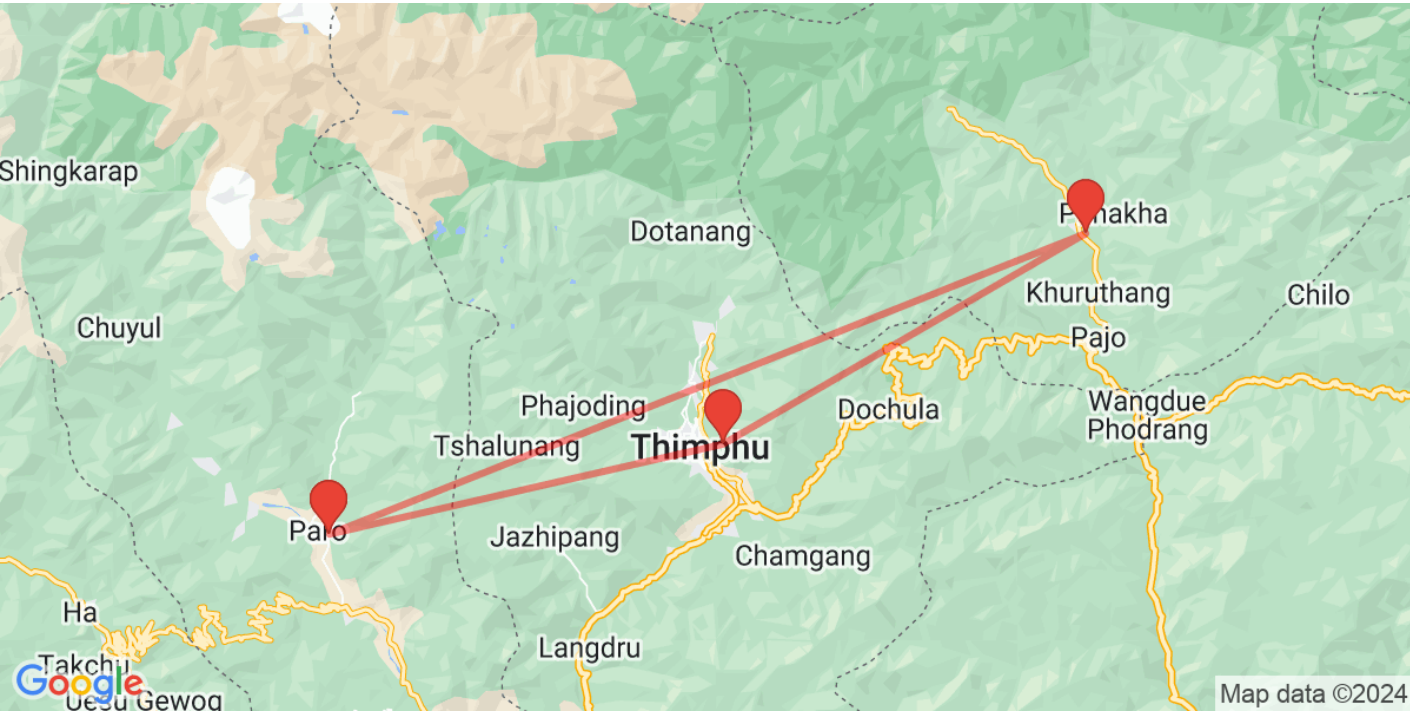 Shingkarap
Punakha
Dotanang
Khuruthang
Chilo
Chuyul
Pajo
Phajoding
Dochula
Wangdue
Phodrang
Tshalunang
Thimphu
Paro
Jazhipang
Chamgang
Ha
Langdru
Takchu
Google
Uesu Gewog
Map data ©2024